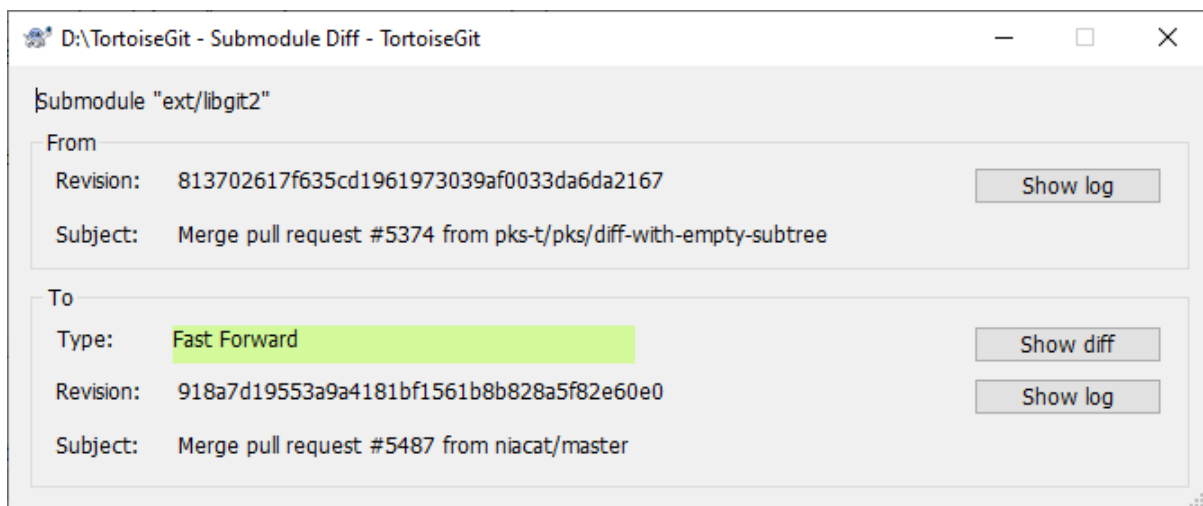 D:\TortoiseGit - Submodule Diff - TortoiseGit
Submodule "ext/libgit2"
From
Revision: 813702617f635cd1961973039af0033da6da2167 Show log
Subject: Merge pull request #5374 from pks-t/pks/diff-with-empty-subtree
To
Type: Fast Forward Show diff
Revision: 918a7d19553a9a4181bf1561b8b828a5f82e60e0 Show log
Subject: Merge pull request #5487 from niacat/master